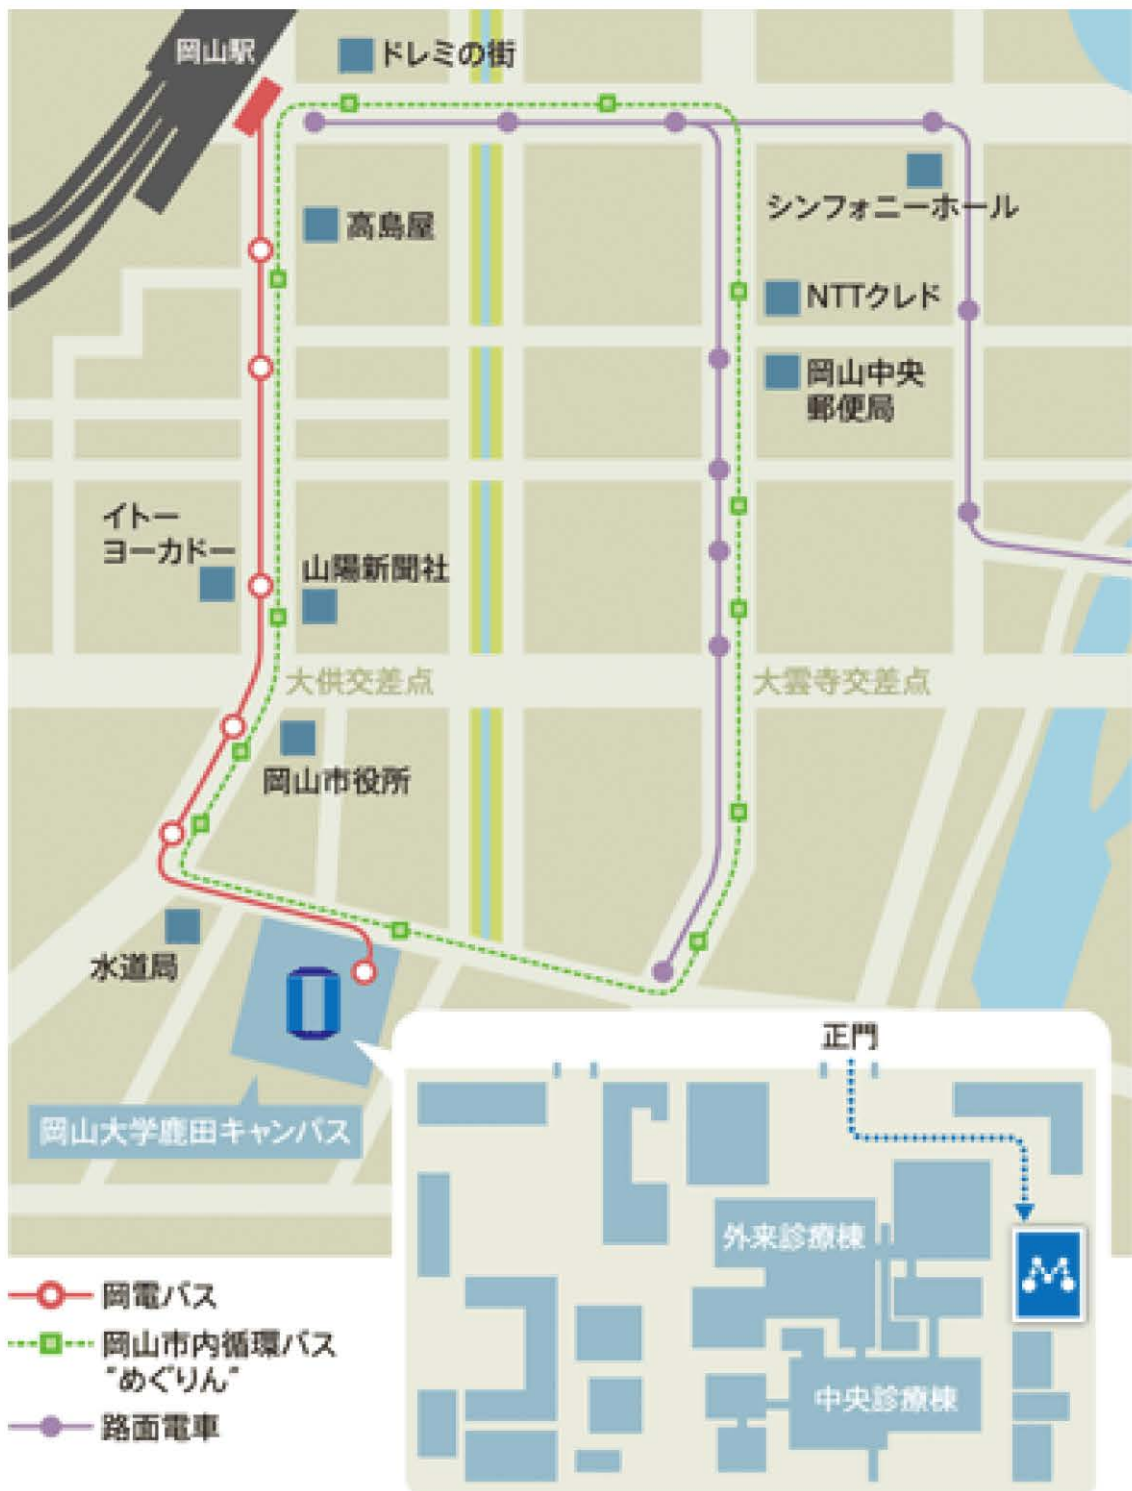 岡山駅
ドレミの街
高島屋
シンフォニーホール
NTTクレド
岡山中央
郵便局
イトー
ヨーカドー
山陽新聞社
大供交差点
大雲寺交差点
岡山市役所
水道局
岡山大学鹿田キャンパス
正門
外来診療棟
中央診療棟
岡電バス
岡山市内循環バス
“めぐりん”
路面電車